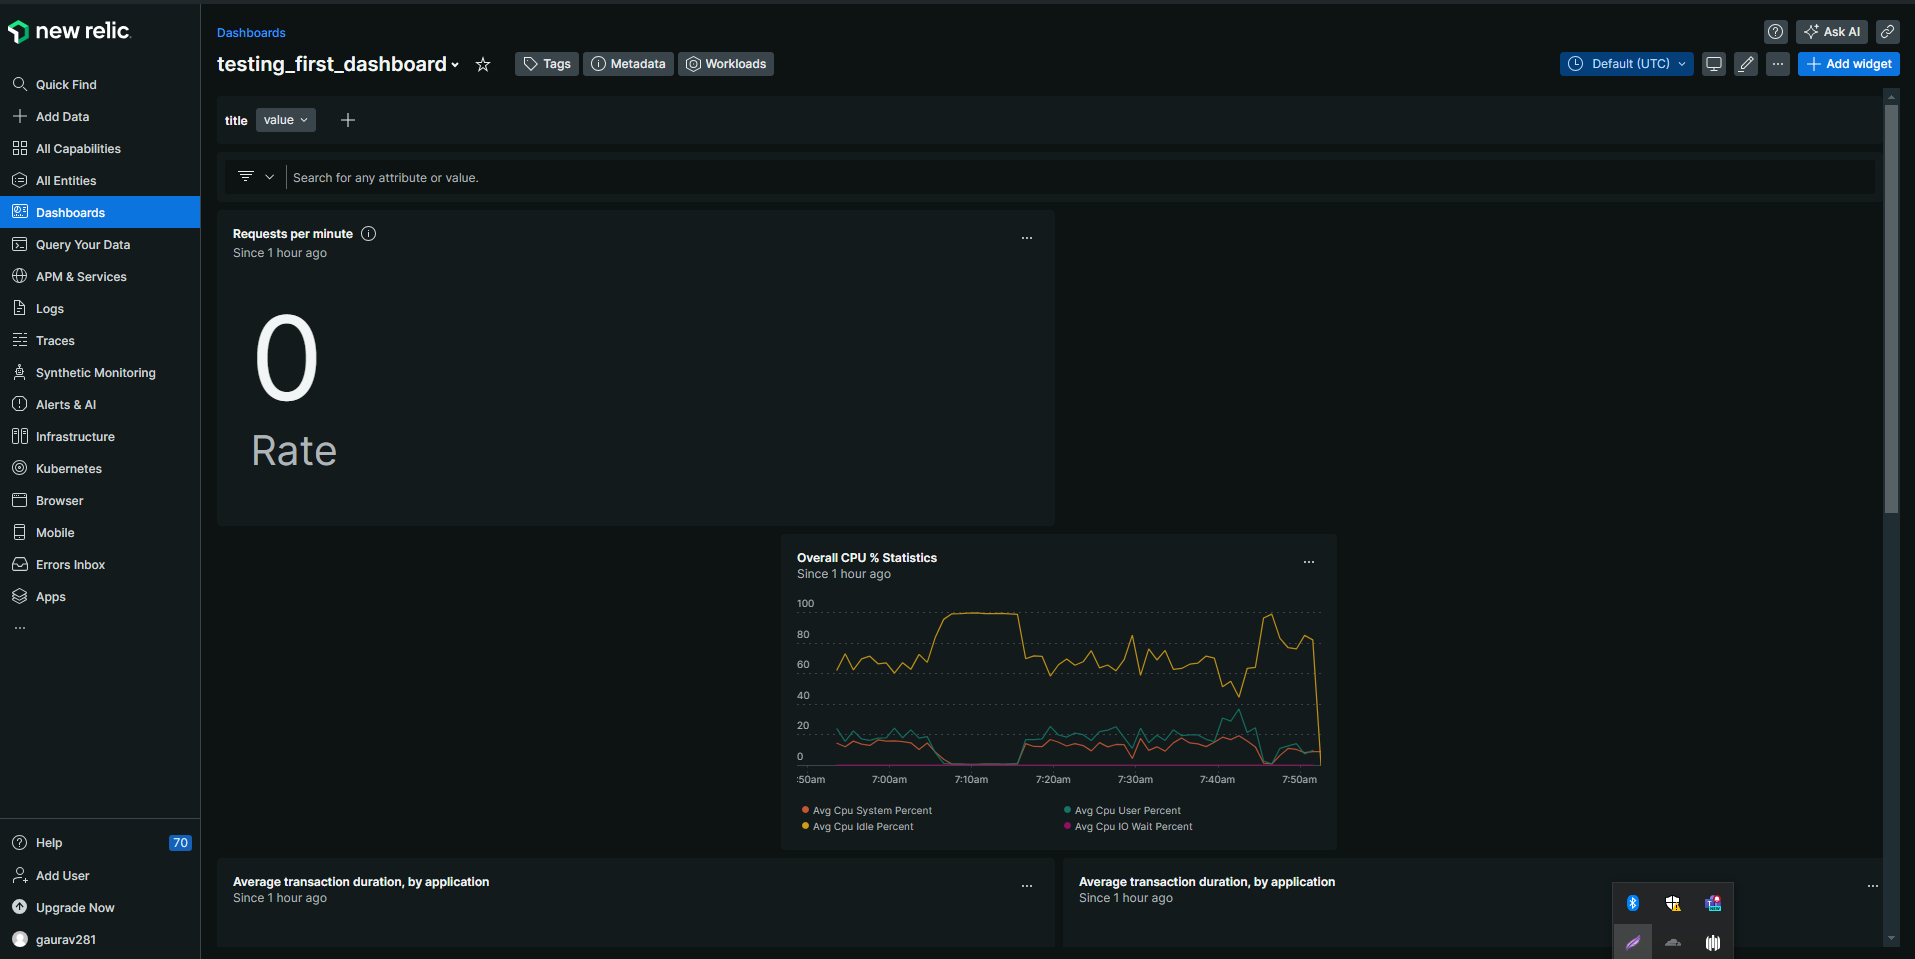 new relic.
Quick Find
Add Data
All Capabilities
All Entities
Dashboards
Query Your Data
APM & Services
Logs
Traces
Synthetic Monitoring
Alerts & AI
Infrastructure
Kubernetes
Browser
Mobile
Errors Inbox
Apps
...
Help 70
Add User
Upgrade Now
gaurav281
Dashboards
Ask AI
testing_first_dashboard Tags Metadata Workloads
Default (UTC) ... Add widget
title value
Search for any attribute or value.
Requests per minute
Since 1 hour ago
0
Rate
Overall CPU % Statistics
Since 1 hour ago
100
80
60
40
20
0
:50am 7:00am 7:10am 7:20am 7:30am 7:40am 7:50am
Avg Cpu System Percent Avg Cpu User Percent
Avg Cpu Idle Percent Avg Cpu IO Wait Percent
Average transaction duration, by application
Since 1 hour ago
Average transaction duration, by application
Since 1 hour ago